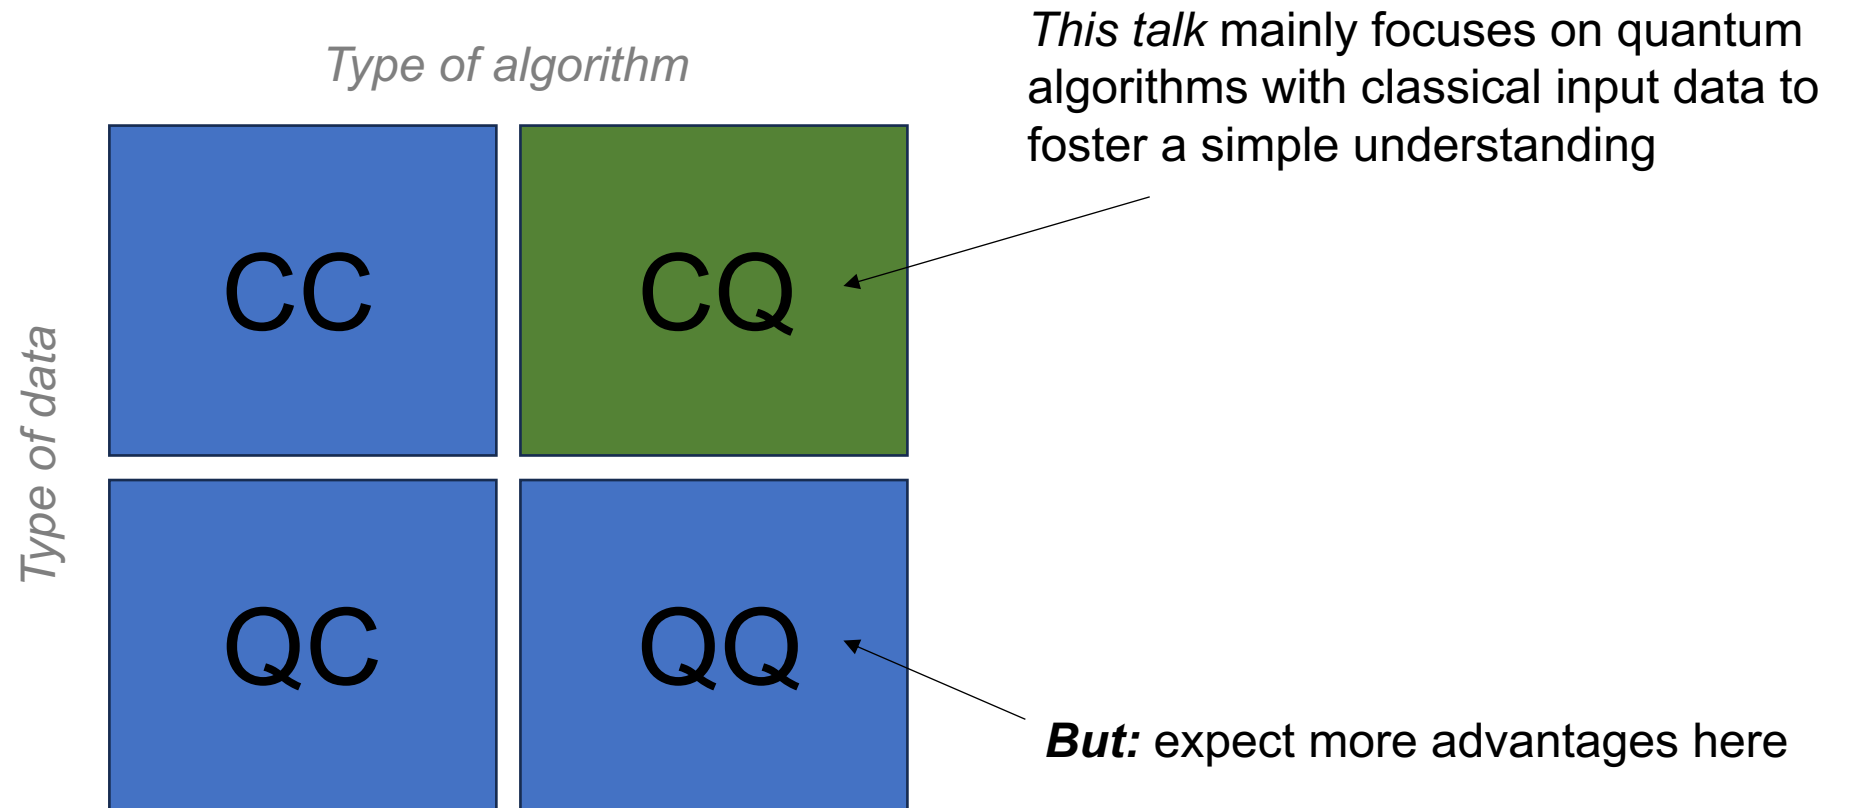 Type of algorithm
This talk mainly focuses on quantum
algorithms with classical input data to
foster a simple understanding
Type of data
CC
CQ
QC
QQ
But: expect more advantages here